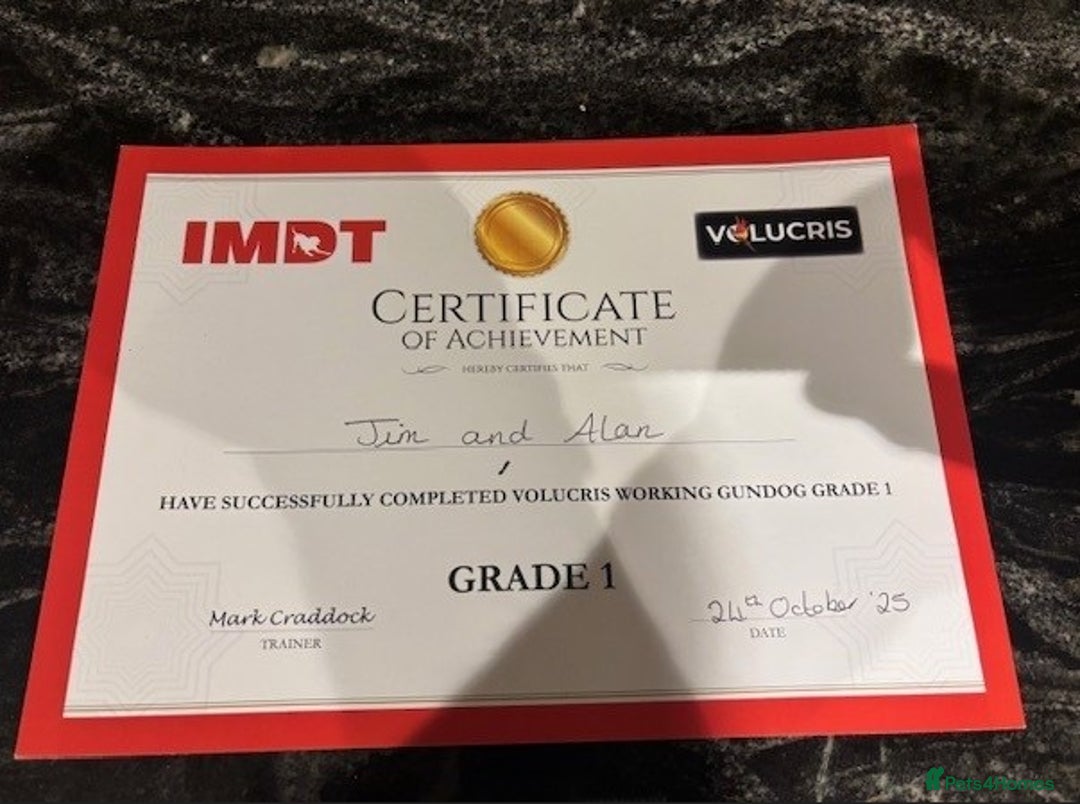 IMDT
VOLUCRIS
CERTIFICATE
OF ACHIEVEMENT
HEREBY CERTIFIES THAT
Jim and Alan
HAVE SUCCESSFULLY COMPLETED VOLUCRIS WORKING GUNDOG GRADE 1
GRADE 1
Mark Craddock
TRAINER
24th October '25
DATE
Pets4Homes